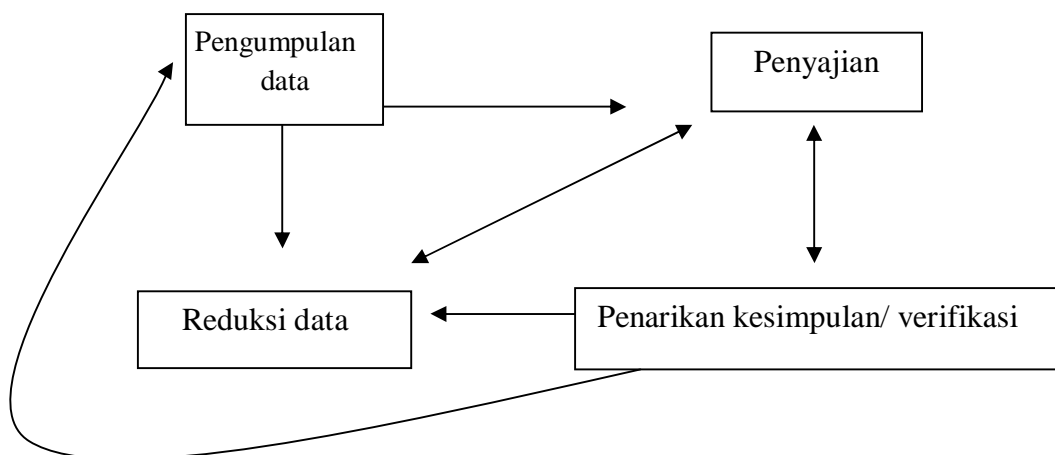 Pengumpulan
data
Penyajian
Reduksi data
Penarikan kesimpulan/ verifikasi